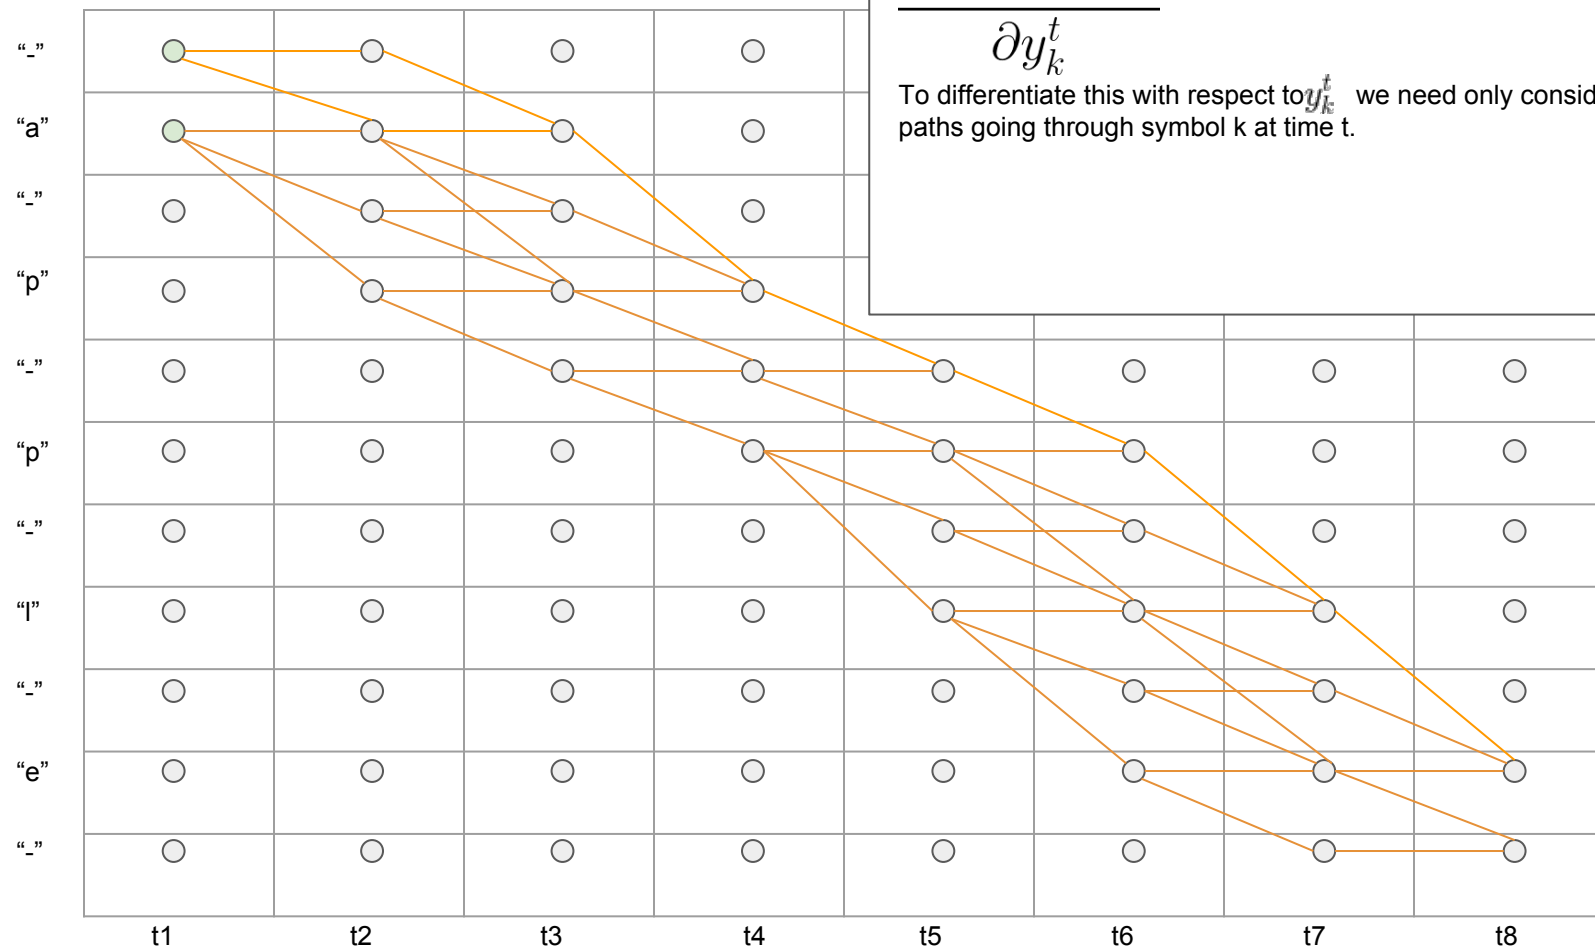 “-”
“a”
“-”
“p”
“-”
“p”
“-”
“l”
“-”
“e”
“-”
t1 t2 t3 t4 t5 t6 t7 t8
∂y_k^t
To differentiate this with respect to y_k^t we need only consid
paths going through symbol k at time t.